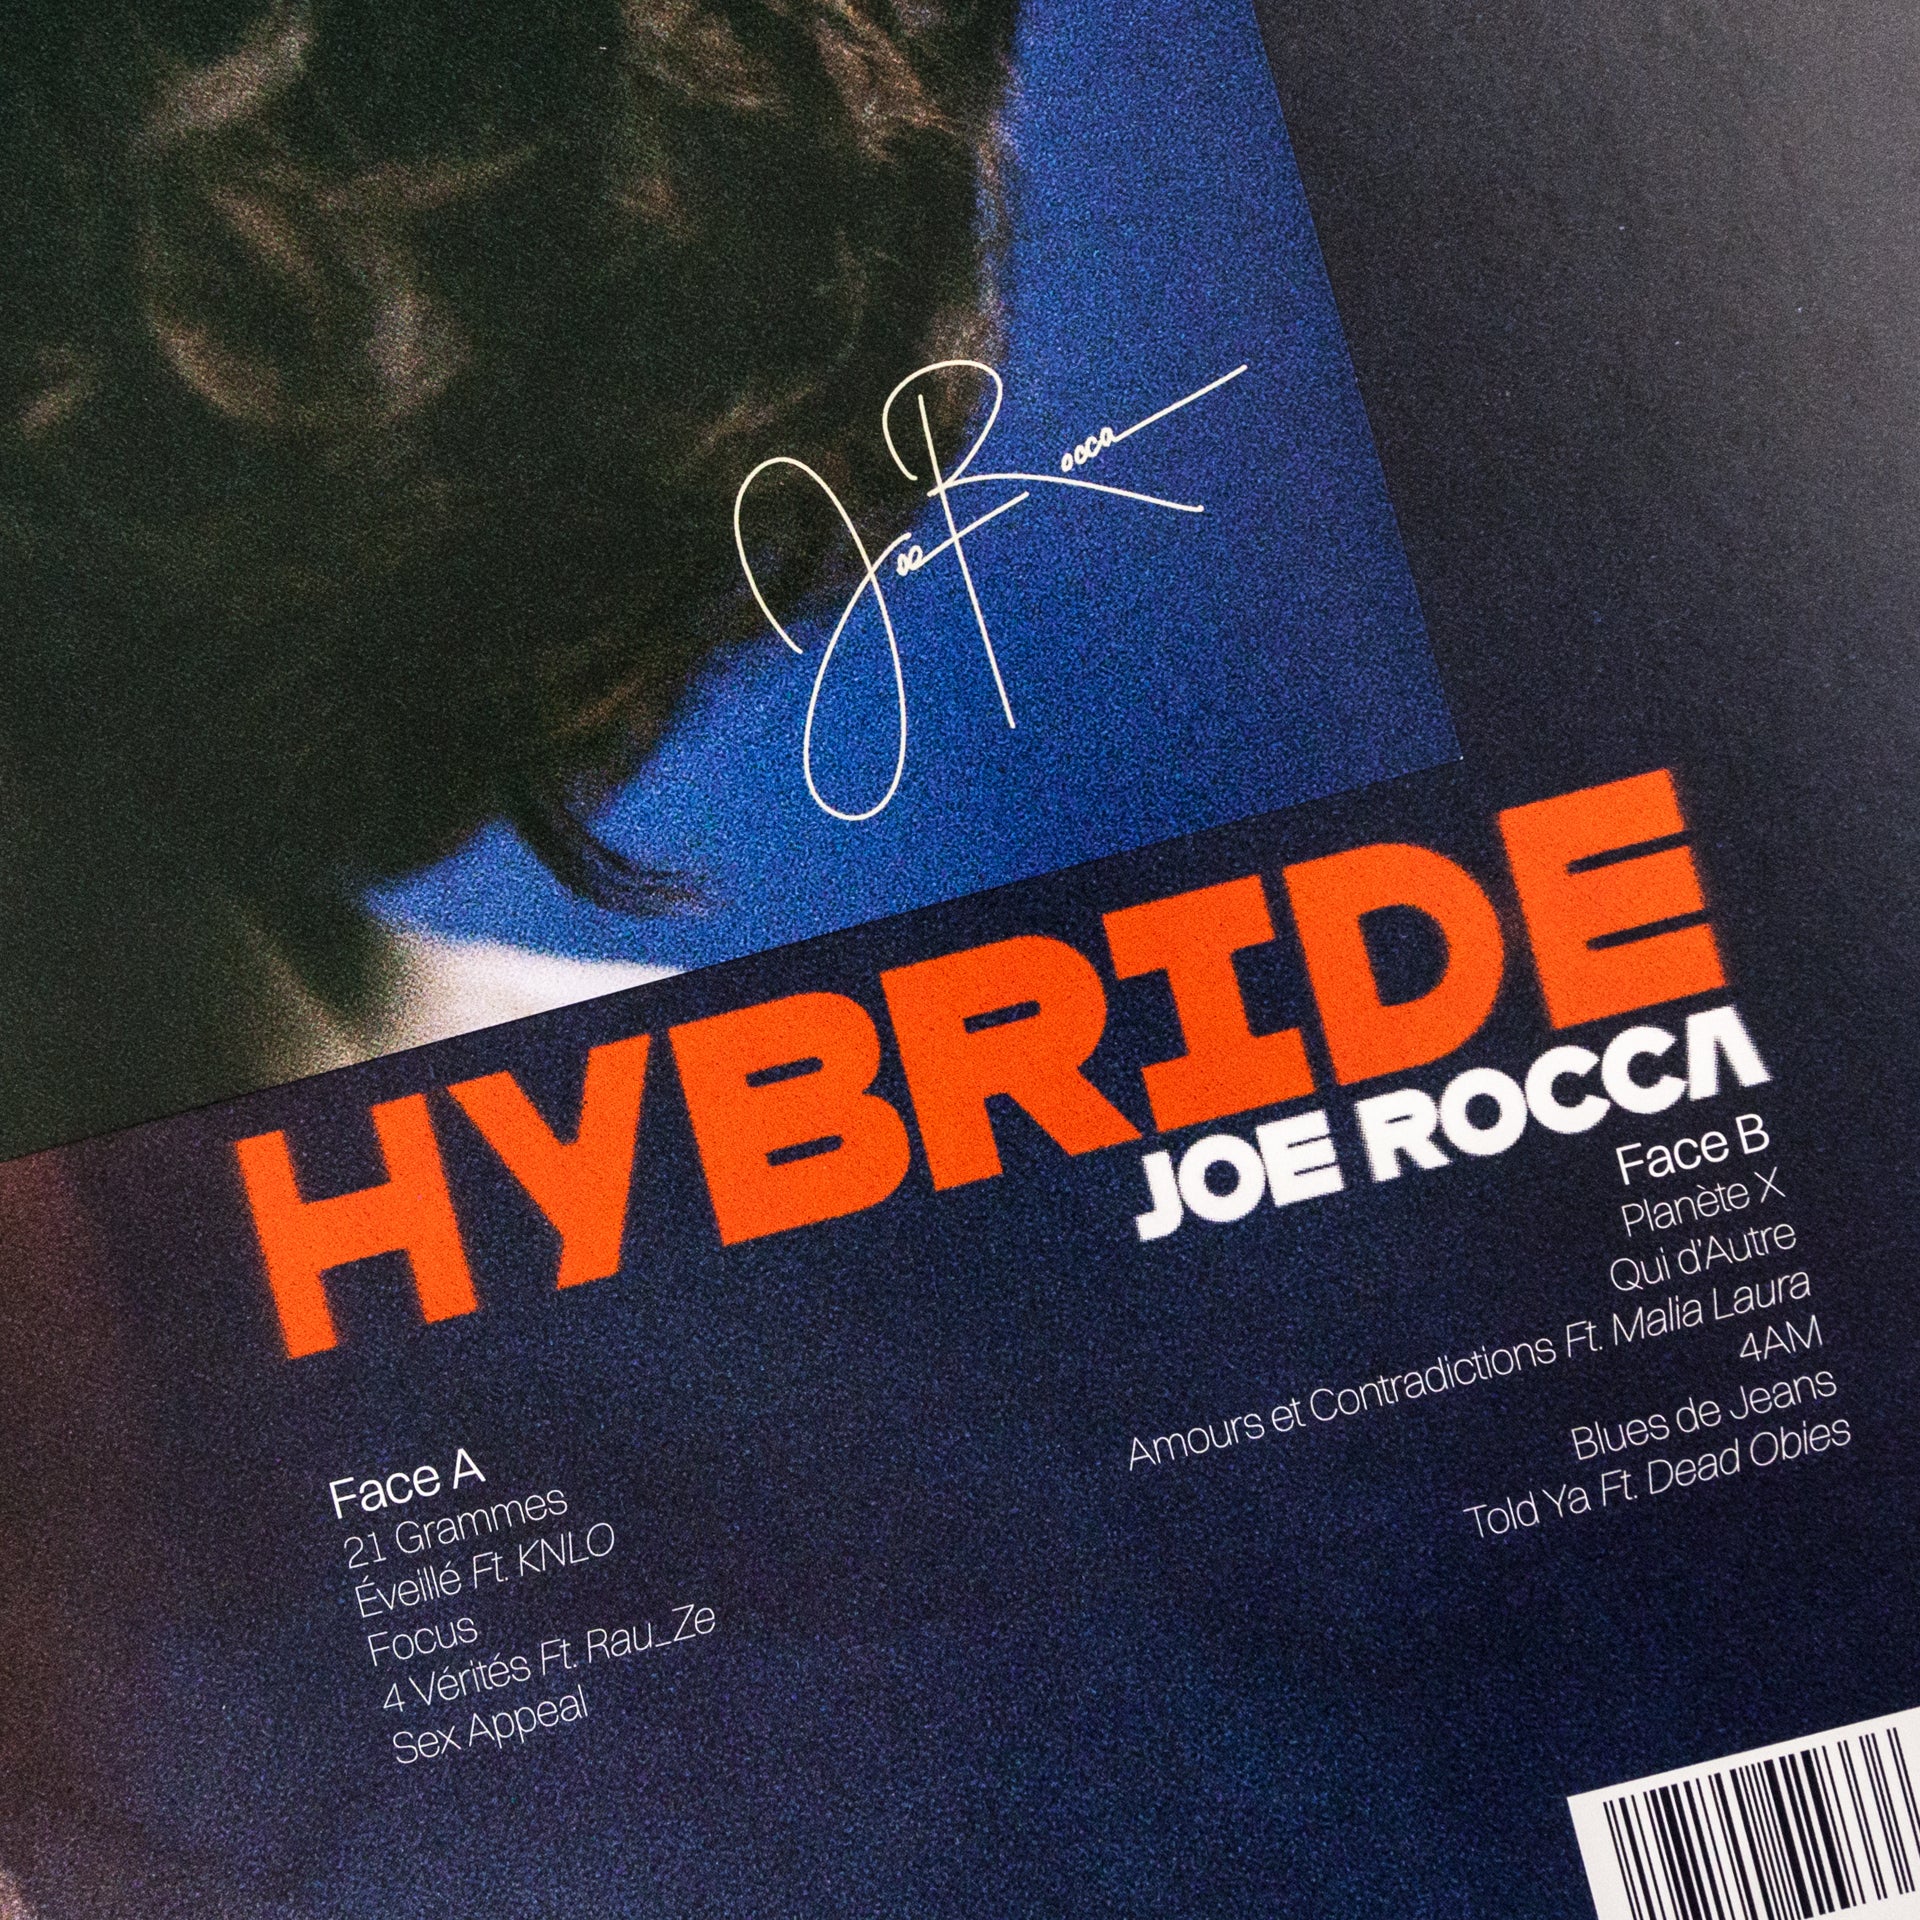 Joe Rocca
HYBRIDE
JOE ROCCA
Face A
21 Grammes
Éveillé Ft. KNLO
Focus
4 Vérités Ft. Rau_Ze
Sex Appeal
Face B
Planète X
Qui d'Autre
Amours et Contradictions Ft. Malia Laura
4AM
Blues de Jeans
Told Ya Ft. Dead Obies